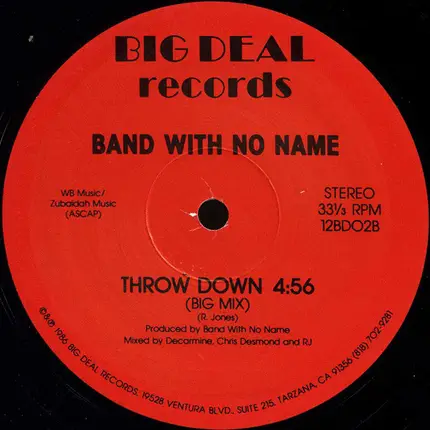 BIG DEAL
records
BAND WITH NO NAME
WB Music/
Zubaidah Music
(ASCAP)
STEREO
33⅓ RPM
12BDO2B
THROW DOWN 4:56
(BIG MIX)
(R. Jones)
Produced by Band With No Name
Mixed by Decarmine, Chris Desmond and RJ
©&℗ 1986 BIG DEAL RECORDS, 19528 VENTURA BLVD., SUITE 215, TARZANA, CA 91356 (818) 702-9281